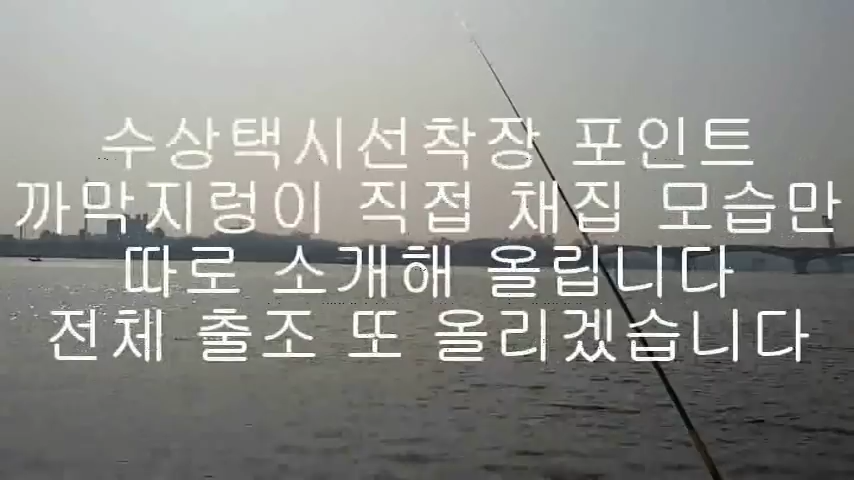 수상택시선착장 포인트
까막지렁이 직접 채집 모습만
따로 소개해 올립니다
전체 출조 또 올리겠습니다